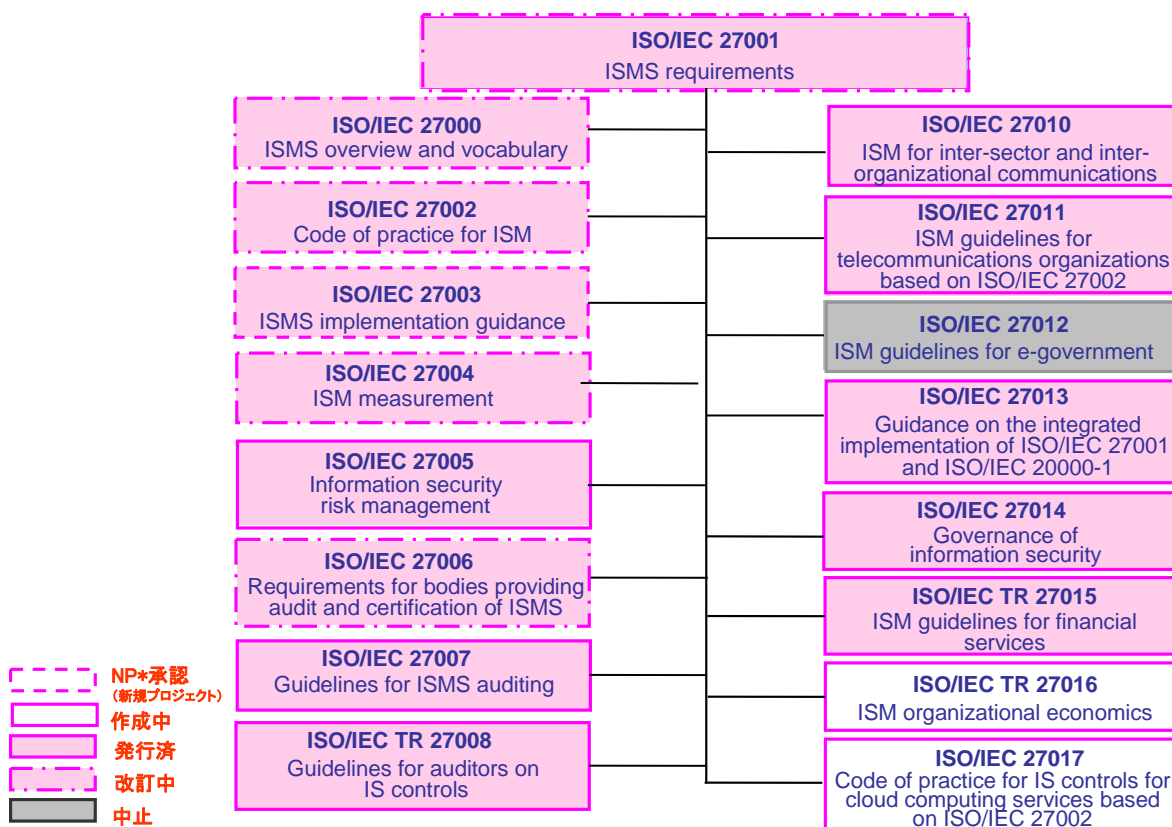 ISO/IEC 27001
ISMS requirements
ISO/IEC 27000
ISMS overview and vocabulary
ISO/IEC 27002
Code of practice for ISM
ISO/IEC 27003
ISMS implementation guidance
ISO/IEC 27004
ISM measurement
ISO/IEC 27005
Information security
risk management
ISO/IEC 27006
Requirements for bodies providing
audit and certification of ISMS
ISO/IEC 27007
Guidelines for ISMS auditing
ISO/IEC TR 27008
Guidelines for auditors on
IS controls
ISO/IEC 27010
ISM for inter-sector and inter-
organizational communications
ISO/IEC 27011
ISM guidelines for
telecommunications organizations
based on ISO/IEC 27002
ISO/IEC 27012
ISM guidelines for e-government
ISO/IEC 27013
Guidance on the integrated
implementation of ISO/IEC 27001
and ISO/IEC 20000-1
ISO/IEC 27014
Governance of
information security
ISO/IEC TR 27015
ISM guidelines for financial
services
ISO/IEC TR 27016
ISM organizational economics
ISO/IEC 27017
Code of practice for IS controls for
cloud computing services based
on ISO/IEC 27002
NP*承認
(新規プロジェクト)
作成中
発行済
改訂中
中止